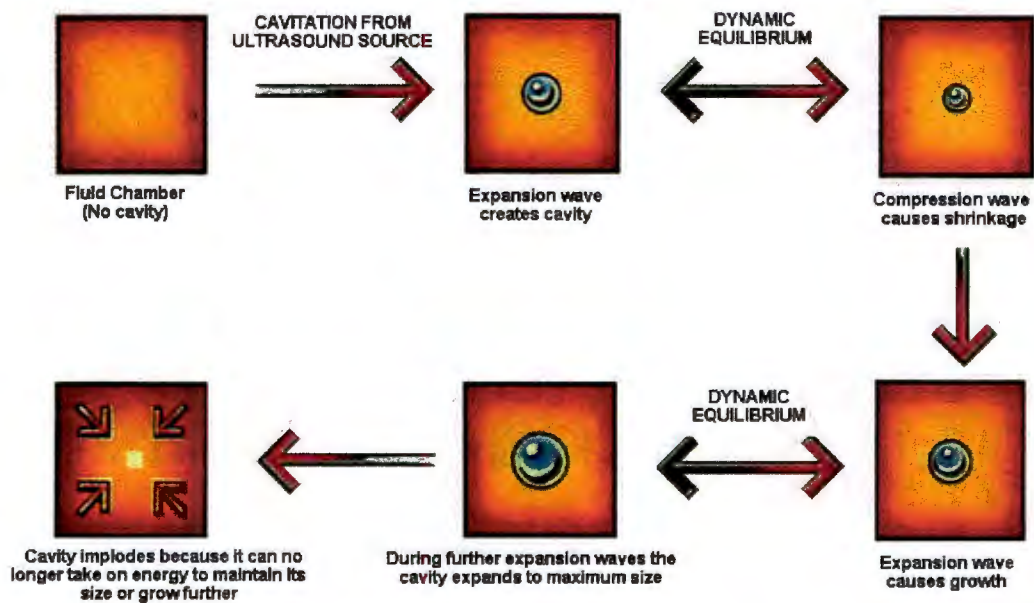 CAVITATION FROM
ULTRASOUND SOURCE
DYNAMIC
EQUILIBRIUM
Fluid Chamber
(No cavity)
Expansion wave
creates cavity
Compression wave
causes shrinkage
DYNAMIC
EQUILIBRIUM
Cavity implodes because it can no
longer take on energy to maintain its
size or grow further
During further expansion waves the
cavity expands to maximum size
Expansion wave
causes growth